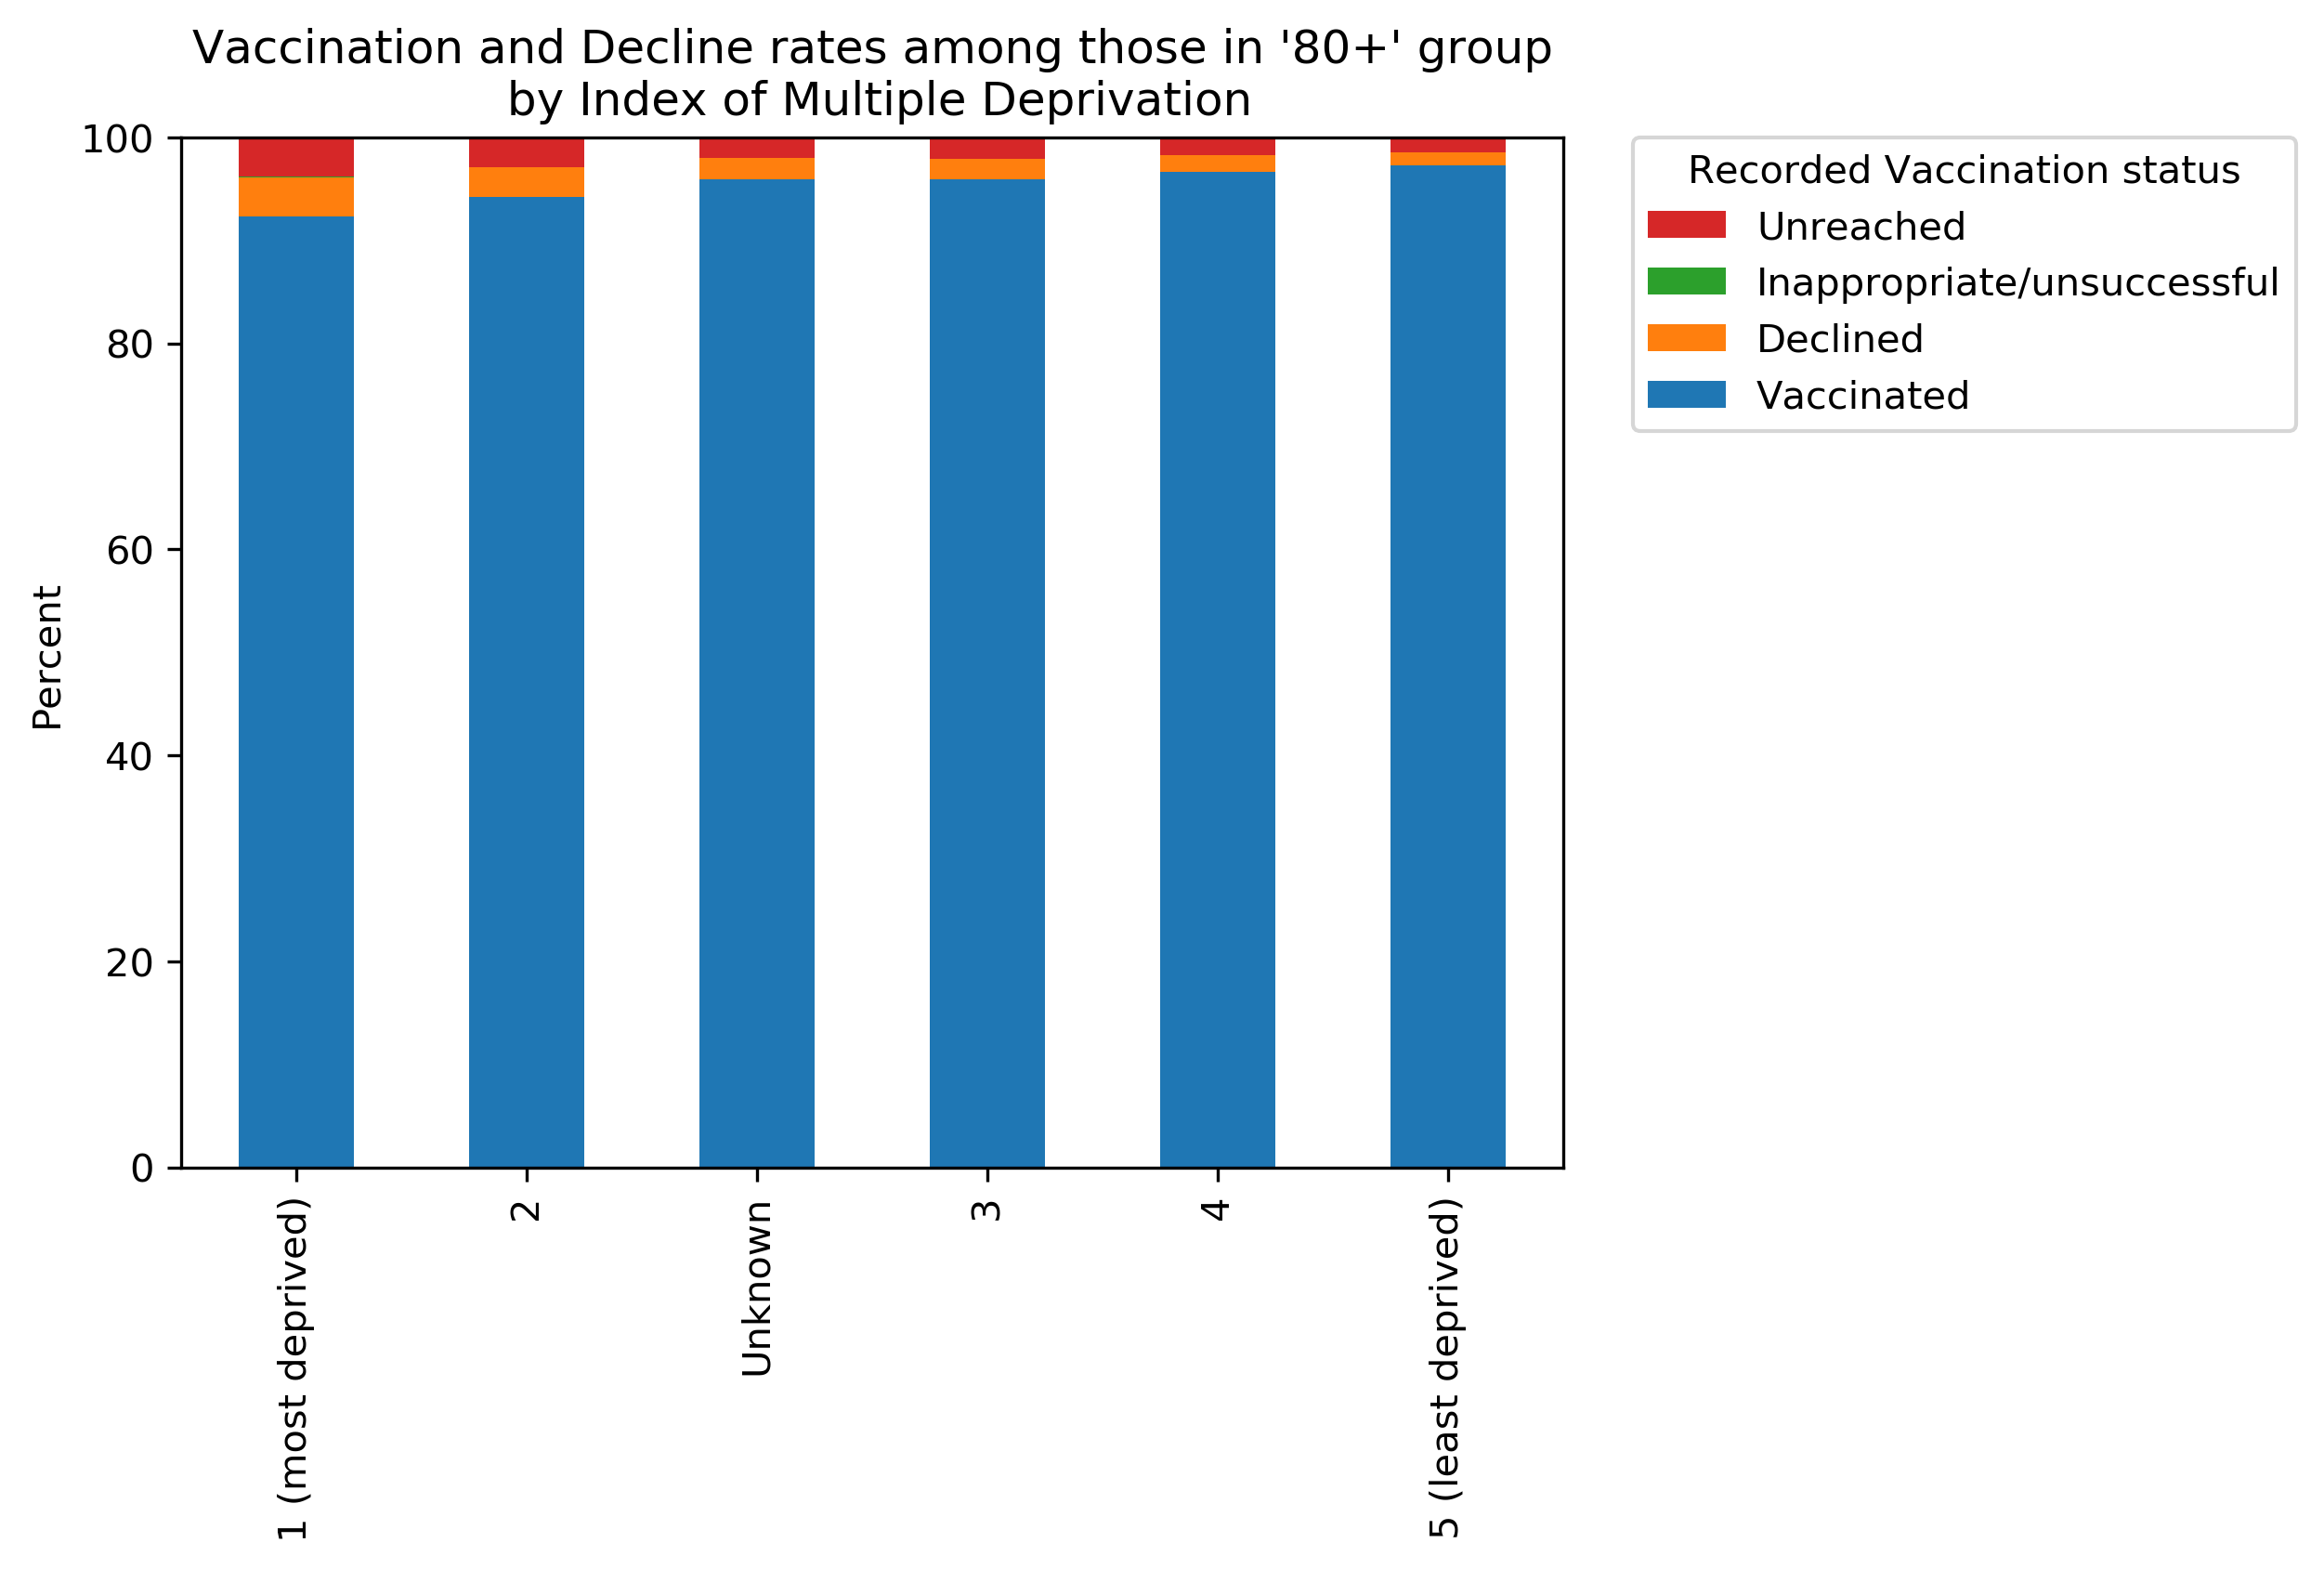 Vaccination and Decline rates among those in '80+' group
by Index of Multiple Deprivation
100
80
60
40
20
0
Percent
1 (most deprived)
2
Unknown
3
4
5 (least deprived)
Recorded Vaccination status
Unreached
Inappropriate/unsuccessful
Declined
Vaccinated